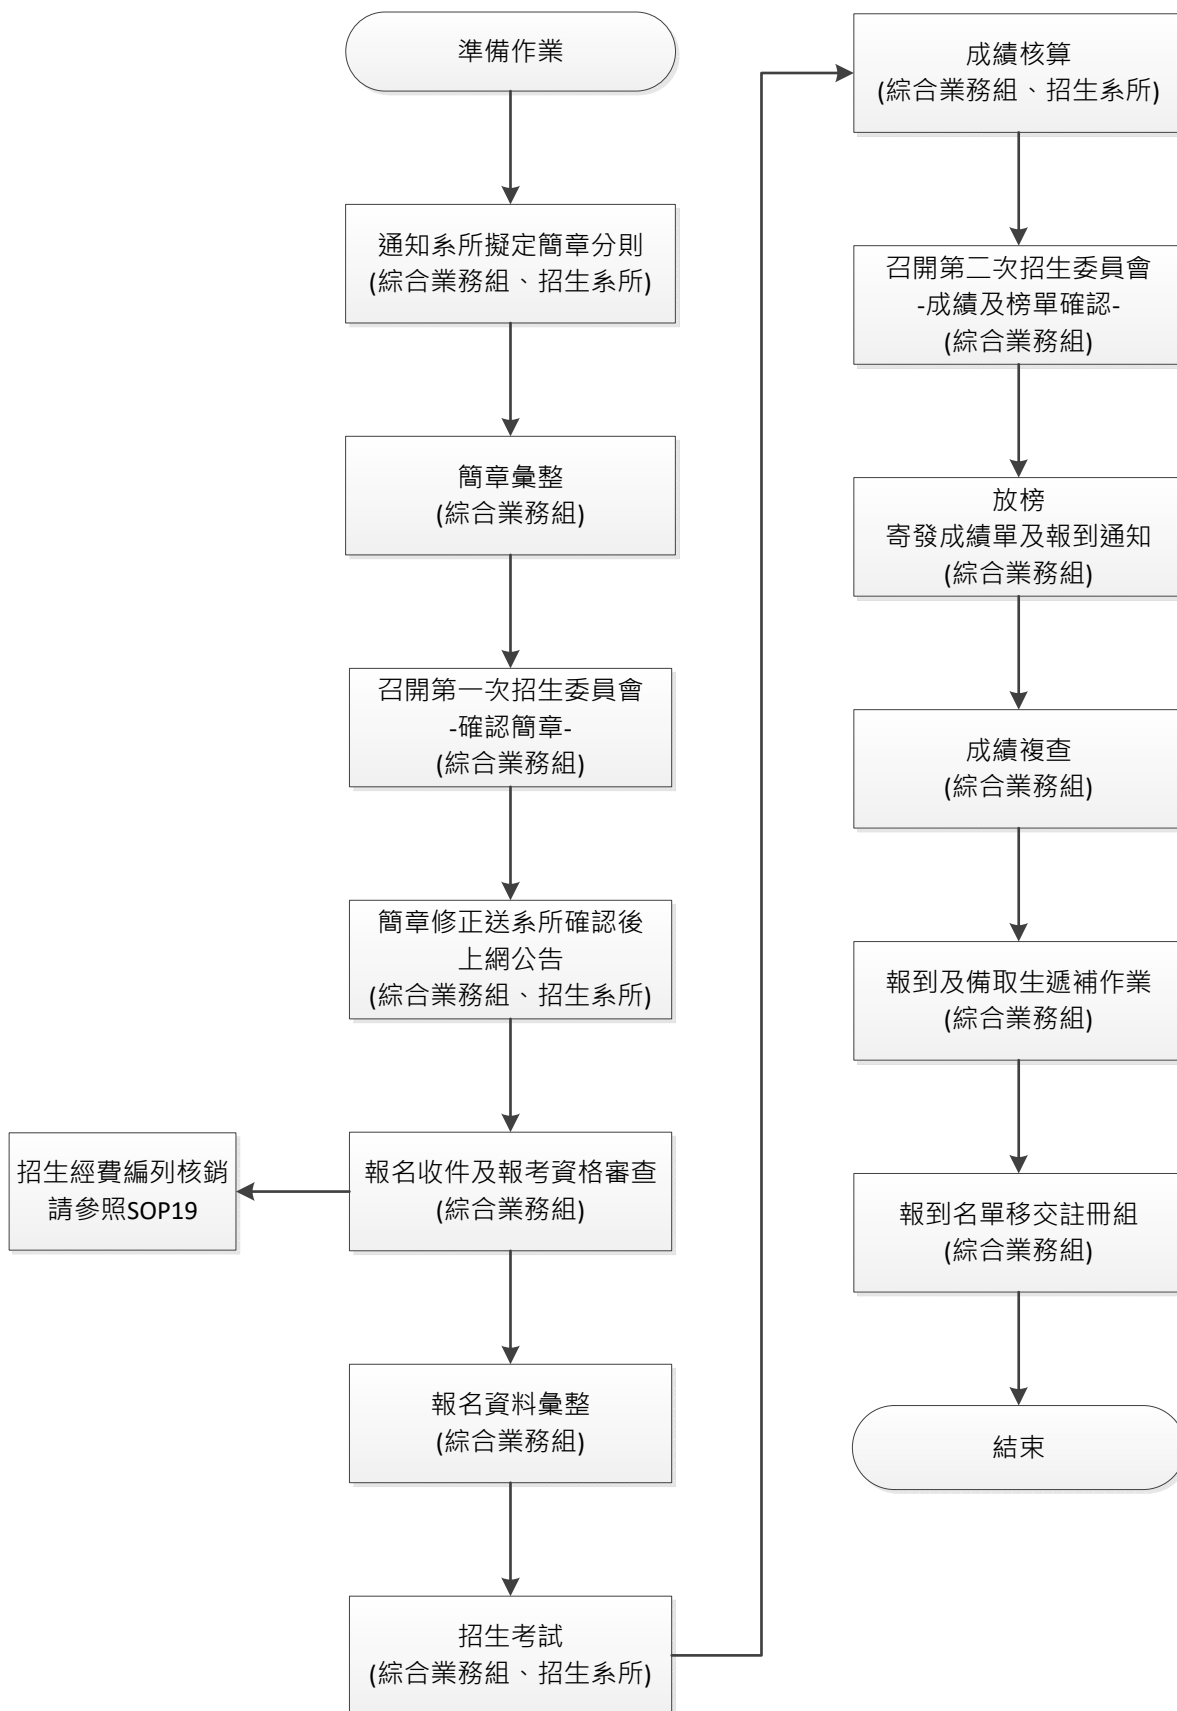 準備作業
通知系所擬定簡章分則
(綜合業務組、招生系所)
簡章彙整
(綜合業務組)
召開第一次招生委員會
-確認簡章-
(綜合業務組)
簡章修正送系所確認後
上網公告
(綜合業務組、招生系所)
報名收件及報考資格審查
(綜合業務組)
招生經費編列核銷
請參照SOP19
報名資料彙整
(綜合業務組)
招生考試
(綜合業務組、招生系所)
成績核算
(綜合業務組、招生系所)
召開第二次招生委員會
-成績及榜單確認-
(綜合業務組)
放榜
寄發成績單及報到通知
(綜合業務組)
成績複查
(綜合業務組)
報到及備取生遞補作業
(綜合業務組)
報到名單移交註冊組
(綜合業務組)
結束